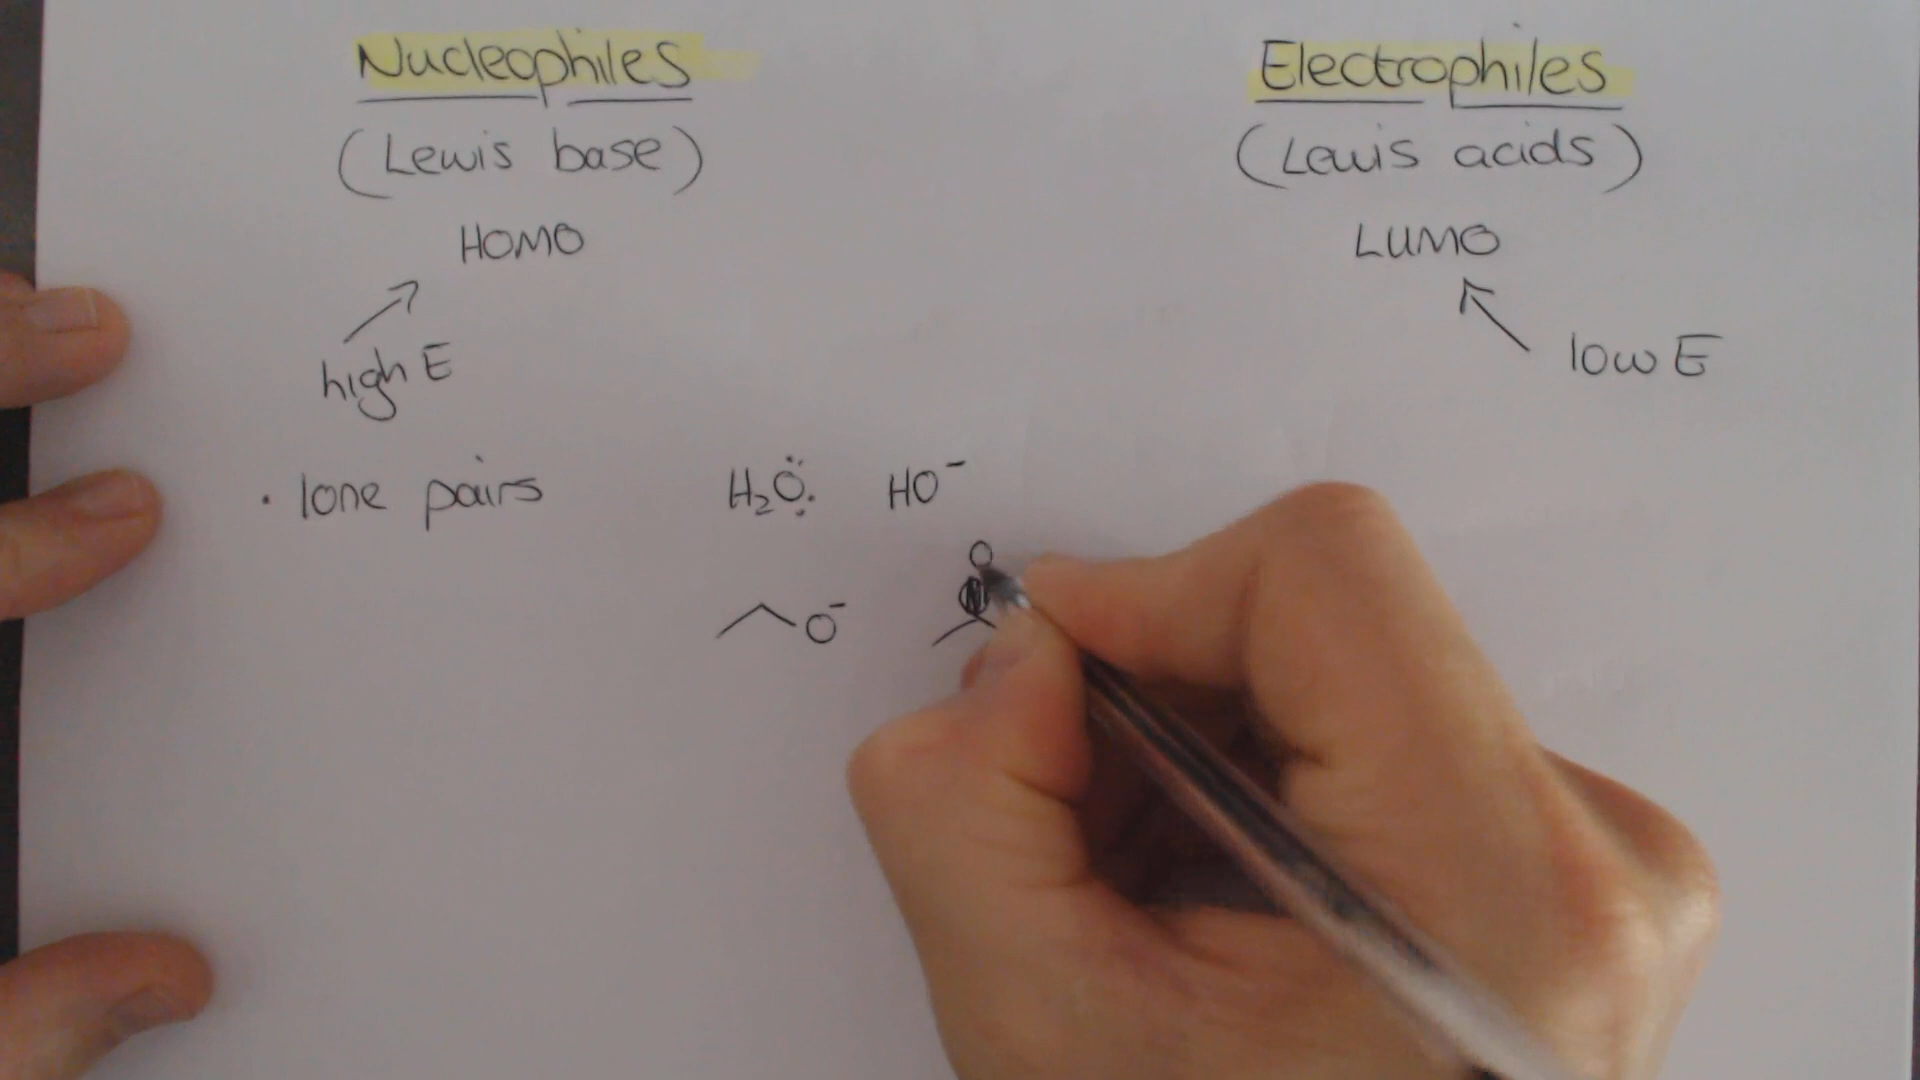 Nucleophiles
(Lewis base)
HOMO
high E
Electrophiles
(Lewis acids)
LUMO
low E
· lone pairs
H₂O HO⁻
O⁻
O